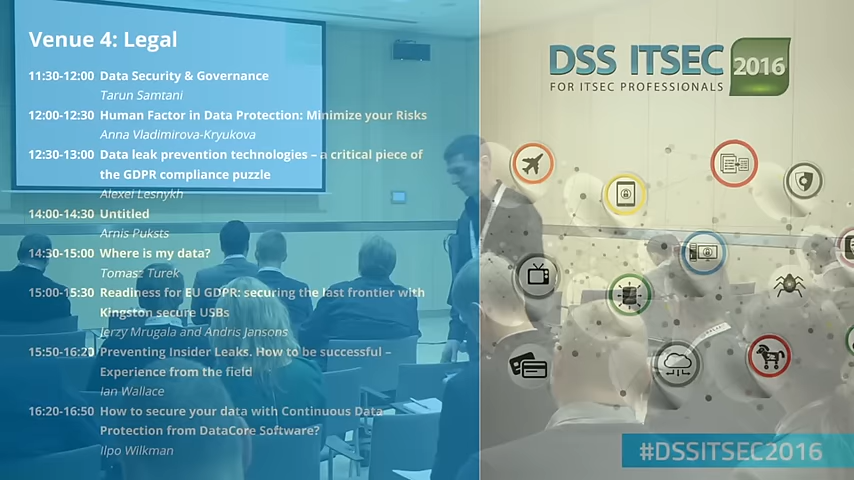 Venue 4: Legal
11:30-12:00 Data Security & Governance
Tarun Samtani
12:00-12:30 Human Factor in Data Protection: Minimize your Risks
Anna Vladimirova-Kryukova
12:30-13:00 Data leak prevention technologies – a critical piece of
the GDPR compliance puzzle
Alexei Lesnykh
14:00-14:30 Untitled
Arnis Puksts
14:30-15:00 Where is my data?
Tomasz Turek
15:00-15:30 Readiness for EU GDPR: securing the last frontier with
Kingston secure USBs
Jerzy Mrugala and Andris Jansons
15:50-16:20 Preventing Insider Leaks. How to be successful –
Experience from the field
Ian Wallace
16:20-16:50 How to secure your data with Continuous Data
Protection from DataCore Software?
Ilpo Wilkman
DSS ITSEC 2016
FOR ITSEC PROFESSIONALS
#DSSITSEC2016